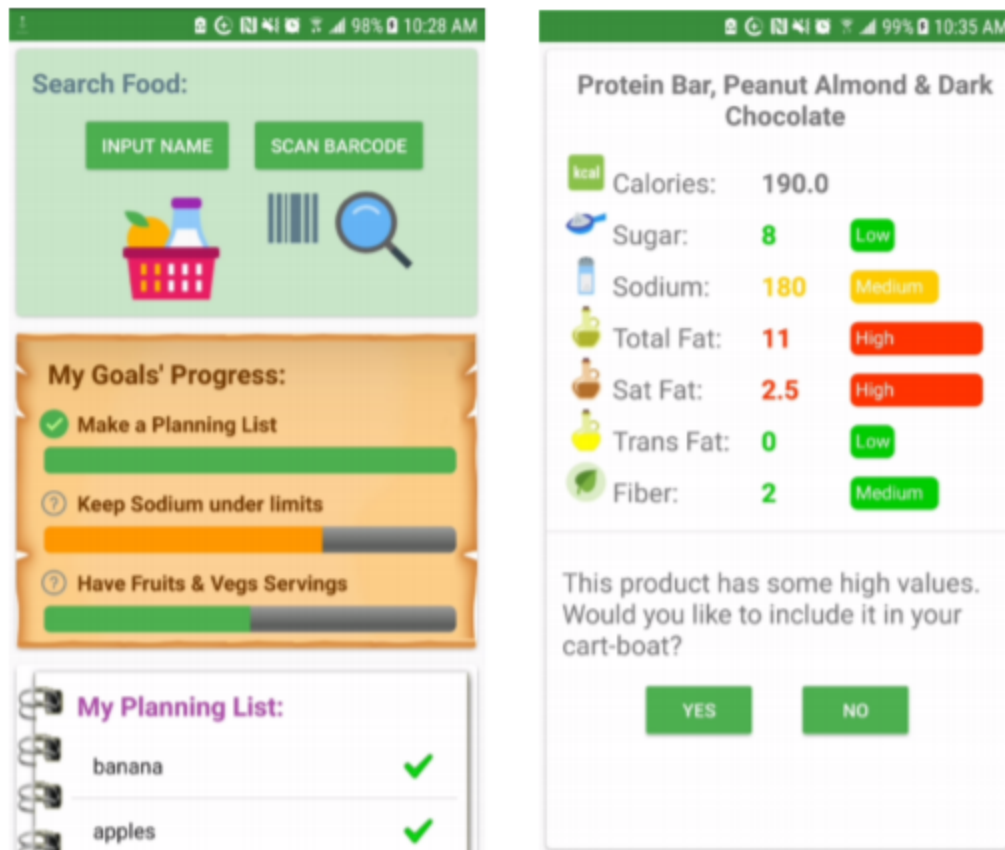 98% 10:28 AM
Search Food:
INPUT NAME
SCAN BARCODE
My Goals' Progress:
Make a Planning List
? Keep Sodium under limits
? Have Fruits & Vegs Servings
My Planning List:
banana
apples
99% 10:35 AM
Protein Bar, Peanut Almond & Dark
Chocolate
kcal Calories: 190.0
Sugar: 8 Low
Sodium: 180 Medium
Total Fat: 11 High
Sat Fat: 2.5 High
Trans Fat: 0 Low
Fiber: 2 Medium
This product has some high values.
Would you like to include it in your
cart-boat?
YES
NO